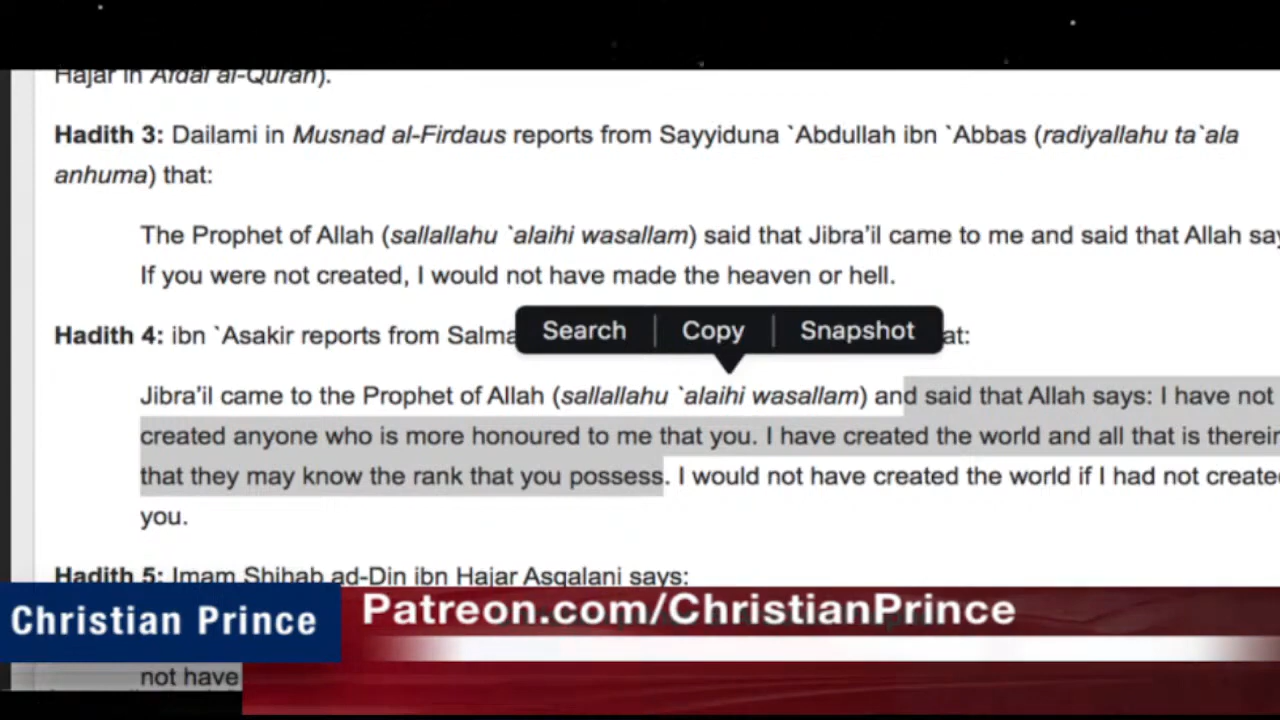 Hajar in Afdal al-Quran).
Hadith 3: Dailami in Musnad al-Firdaus reports from Sayyiduna `Abdullah ibn `Abbas (radiyallahu ta`ala
anhuma) that:
The Prophet of Allah (sallallahu `alaihi wasallam) said that Jibra'il came to me and said that Allah say
If you were not created, I would not have made the heaven or hell.
Search Copy Snapshot
Hadith 4: ibn `Asakir reports from Salma at:
Jibra'il came to the Prophet of Allah (sallallahu `alaihi wasallam) and said that Allah says: I have not
created anyone who is more honoured to me that you. I have created the world and all that is therein
that they may know the rank that you possess. I would not have created the world if I had not create
you.
Hadith 5: Imam Shihab ad-Din ibn Hajar Asqalani says:
Christian Prince
Patreon.com/ChristianPrince
not have